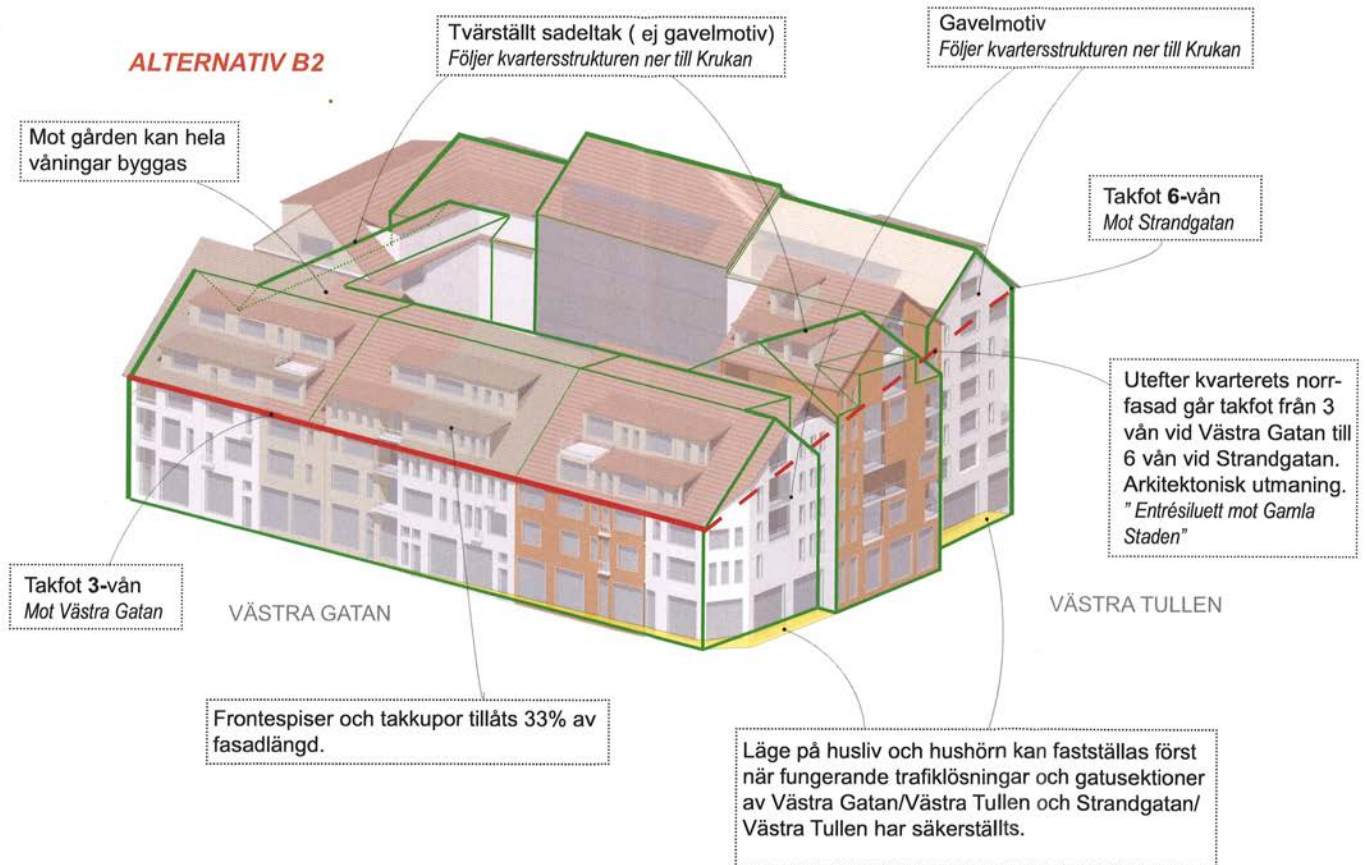 ALTERNATIV B2
Tvärställt sadeltak ( ej gavelmotiv)
Följer kvartersstrukturen ner till Krukan
Gavelmotiv
Följer kvartersstrukturen ner till Krukan
Mot gården kan hela
våningar byggas
Takfot 6-vån
Mot Strandgatan
Utefter kvarterets norr-
fasad går takfot från 3
vån vid Västra Gatan till
6 vån vid Strandgatan.
Arkitektonisk utmaning.
” Entrésiluett mot Gamla
Staden”
Takfot 3-vån
Mot Västra Gatan
VÄSTRA GATAN
VÄSTRA TULLEN
Frontespiser och takkupor tillåts 33% av
fasadlängd.
Läge på husliv och hushörn kan fastställas först
när fungerande trafiklösningar och gatusektioner
av Västra Gatan/Västra Tullen och Strandgatan/
Västra Tullen har säkerställts.